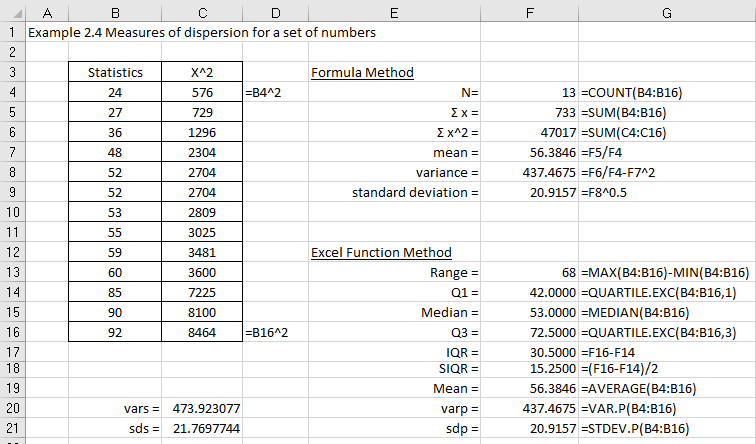 A B C D E F G
1 Example 2.4 Measures of dispersion for a set of numbers
2
3 Statistics X^2 Formula Method
4 24 576 =B4^2 N= 13 =COUNT(B4:B16)
5 27 729 Σ x = 733 =SUM(B4:B16)
6 36 1296 Σ x^2 = 47017 =SUM(C4:C16)
7 48 2304 mean = 56.3846 =F5/F4
8 52 2704 variance = 437.4675 =F6/F4-F7^2
9 52 2704 standard deviation = 20.9157 =F8^0.5
10 53 2809
11 55 3025
12 59 3481 Excel Function Method
13 60 3600 Range = 68 =MAX(B4:B16)-MIN(B4:B16)
14 85 7225 Q1 = 42.0000 =QUARTILE.EXC(B4:B16,1)
15 90 8100 Median = 53.0000 =MEDIAN(B4:B16)
16 92 8464 =B16^2 Q3 = 72.5000 =QUARTILE.EXC(B4:B16,3)
17 IQR = 30.5000 =F16-F14
18 SIQR = 15.2500 =(F16-F14)/2
19 Mean = 56.3846 =AVERAGE(B4:B16)
20 vars = 473.923077 varp = 437.4675 =VAR.P(B4:B16)
21 sds = 21.7697744 sdp = 20.9157 =STDEV.P(B4:B16)